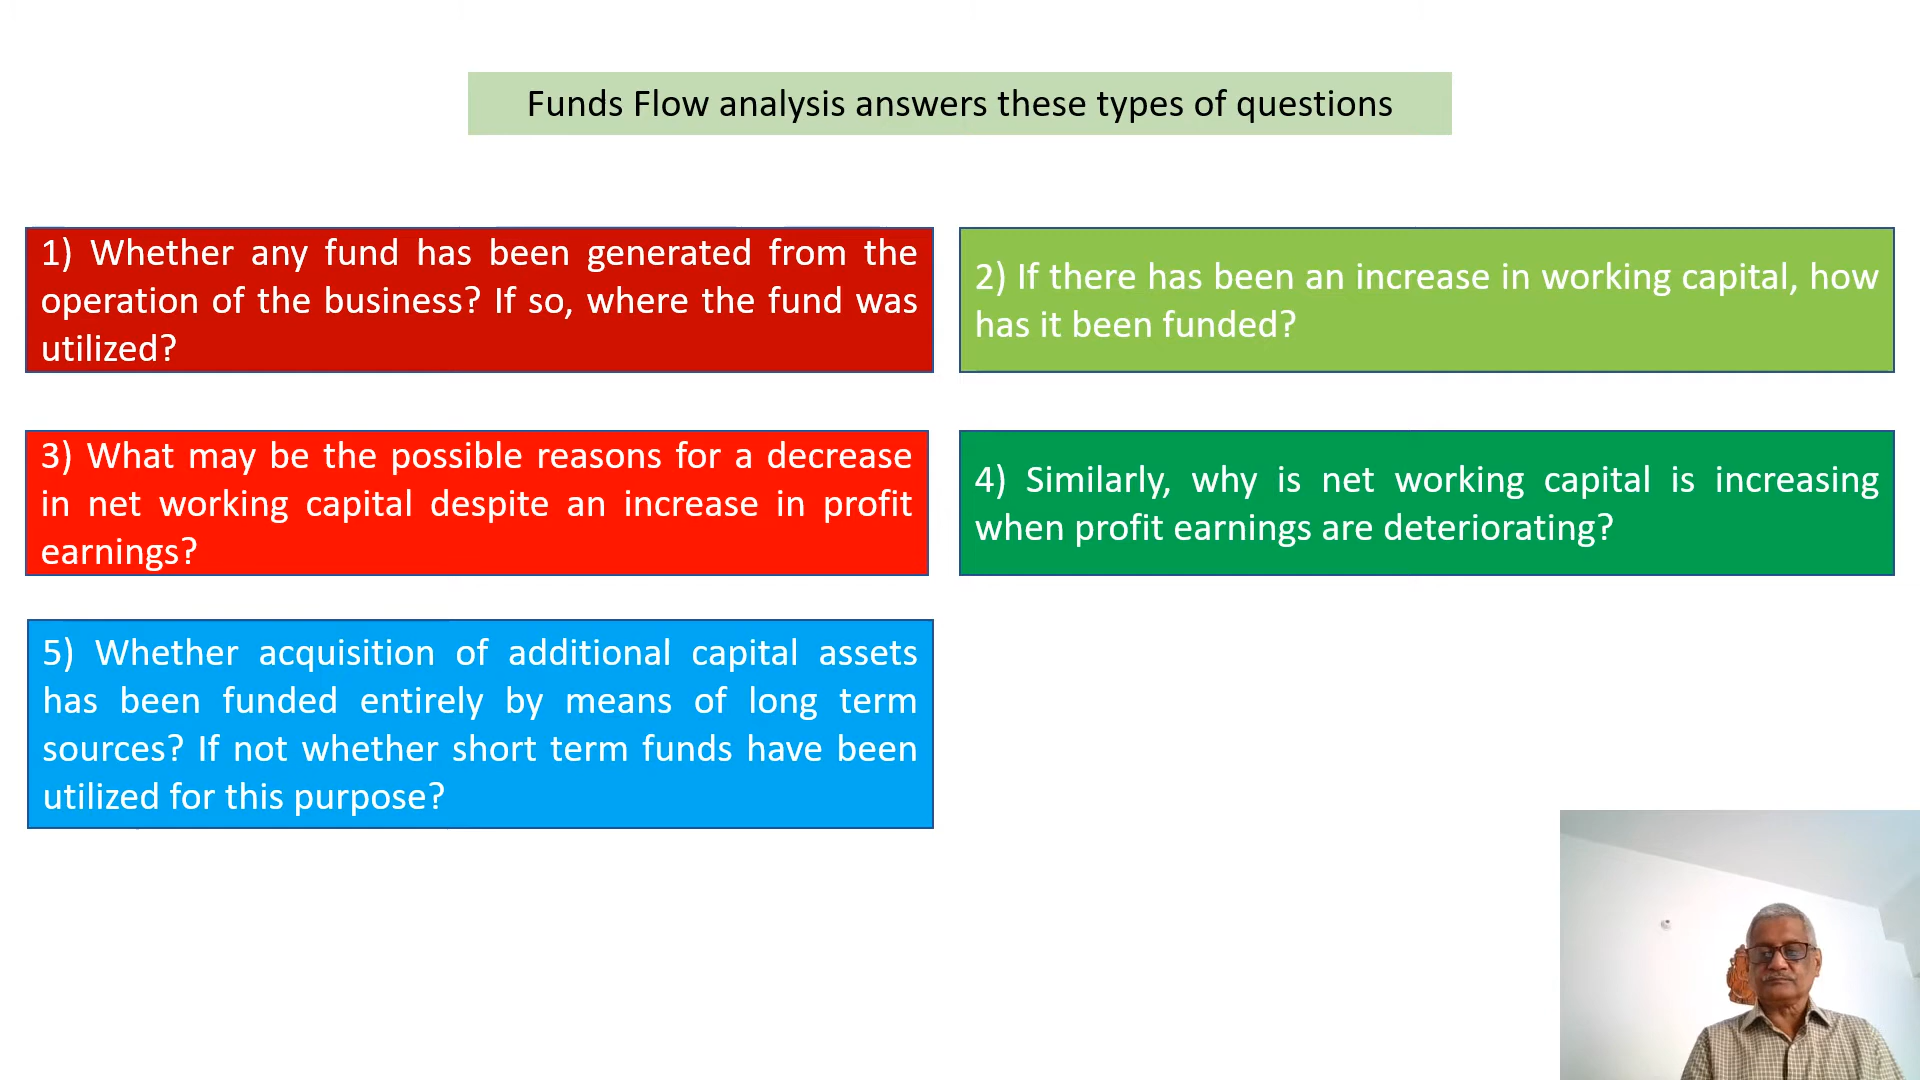 Funds Flow analysis answers these types of questions
1) Whether any fund has been generated from the
operation of the business? If so, where the fund was
utilized?
2) If there has been an increase in working capital, how
has it been funded?
3) What may be the possible reasons for a decrease
in net working capital despite an increase in profit
earnings?
4) Similarly, why is net working capital is increasing
when profit earnings are deteriorating?
5) Whether acquisition of additional capital assets
has been funded entirely by means of long term
sources? If not whether short term funds have been
utilized for this purpose?